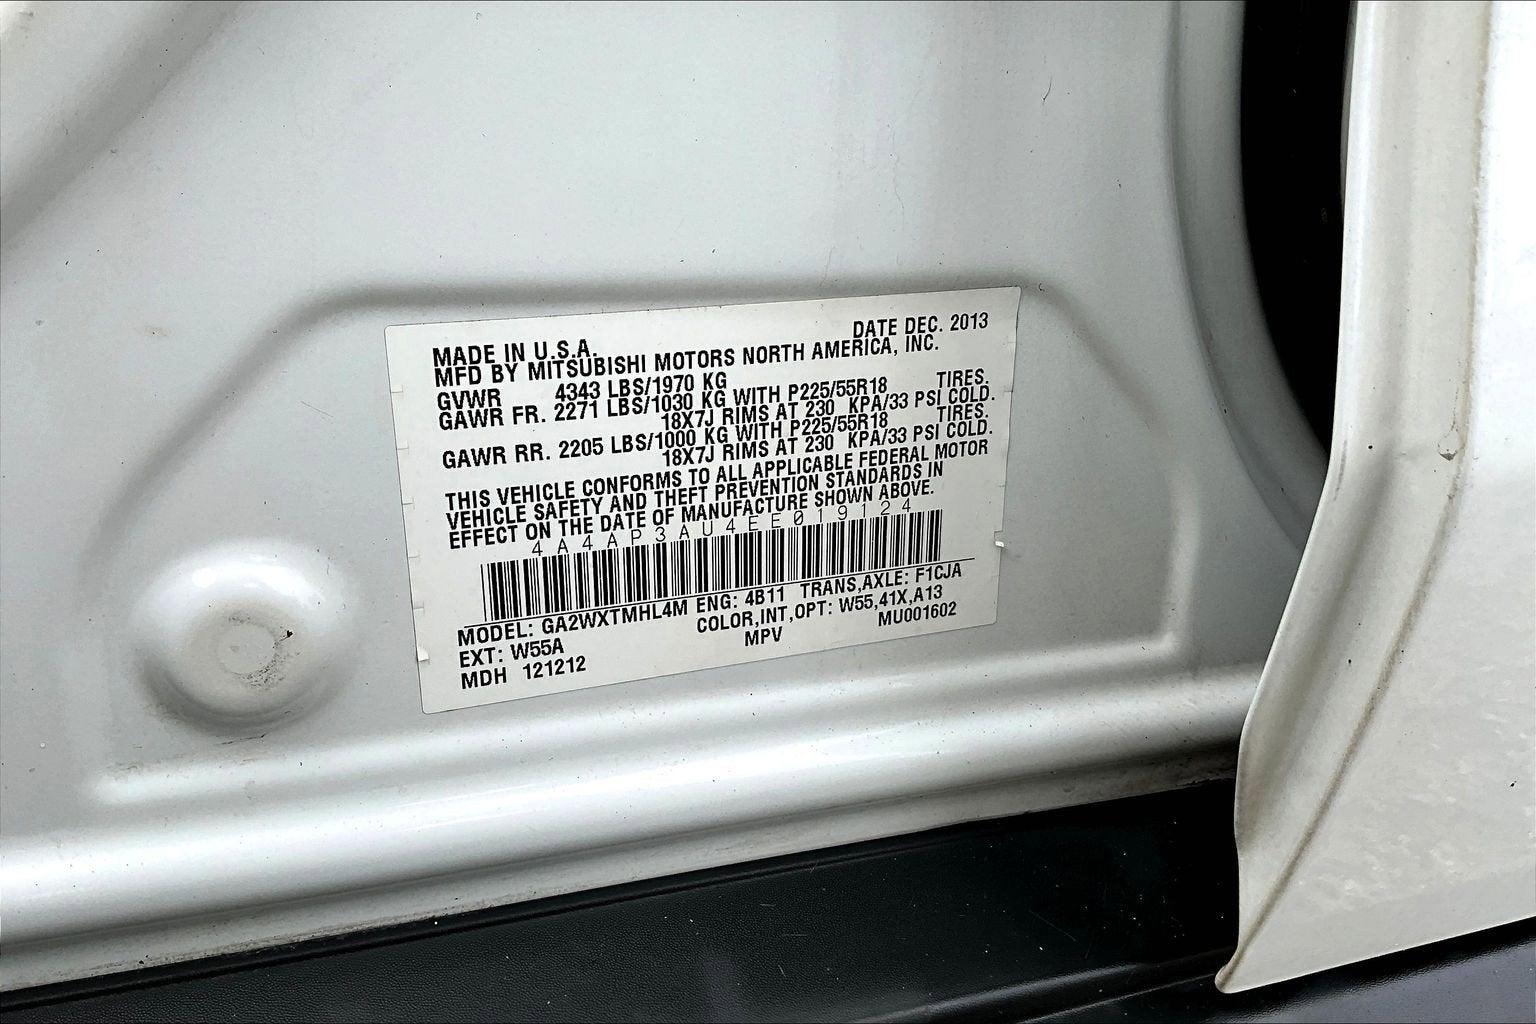 DATE DEC. 2013
MADE IN U.S.A.
MFD BY MITSUBISHI MOTORS NORTH AMERICA, INC.
GVWR 4343 LBS/1970 KG
GAWR FR. 2271 LBS/1030 KG WITH P225/55R18 TIRES.
18X7J RIMS AT 230 KPA/33 PSI COLD.
GAWR RR. 2205 LBS/1000 KG WITH P225/55R18 TIRES.
18X7J RIMS AT 230 KPA/33 PSI COLD.
THIS VEHICLE CONFORMS TO ALL APPLICABLE FEDERAL MOTOR
VEHICLE SAFETY AND THEFT PREVENTION STANDARDS IN
EFFECT ON THE DATE OF MANUFACTURE SHOWN ABOVE.
4A4AP3AU4EE019124
MODEL: GA2WXTMHL4M ENG: 4B11 TRANS,AXLE: F1CJA
EXT: W55A COLOR,INT,OPT: W55,41X,A13
MDH 121212 MPV MU001602